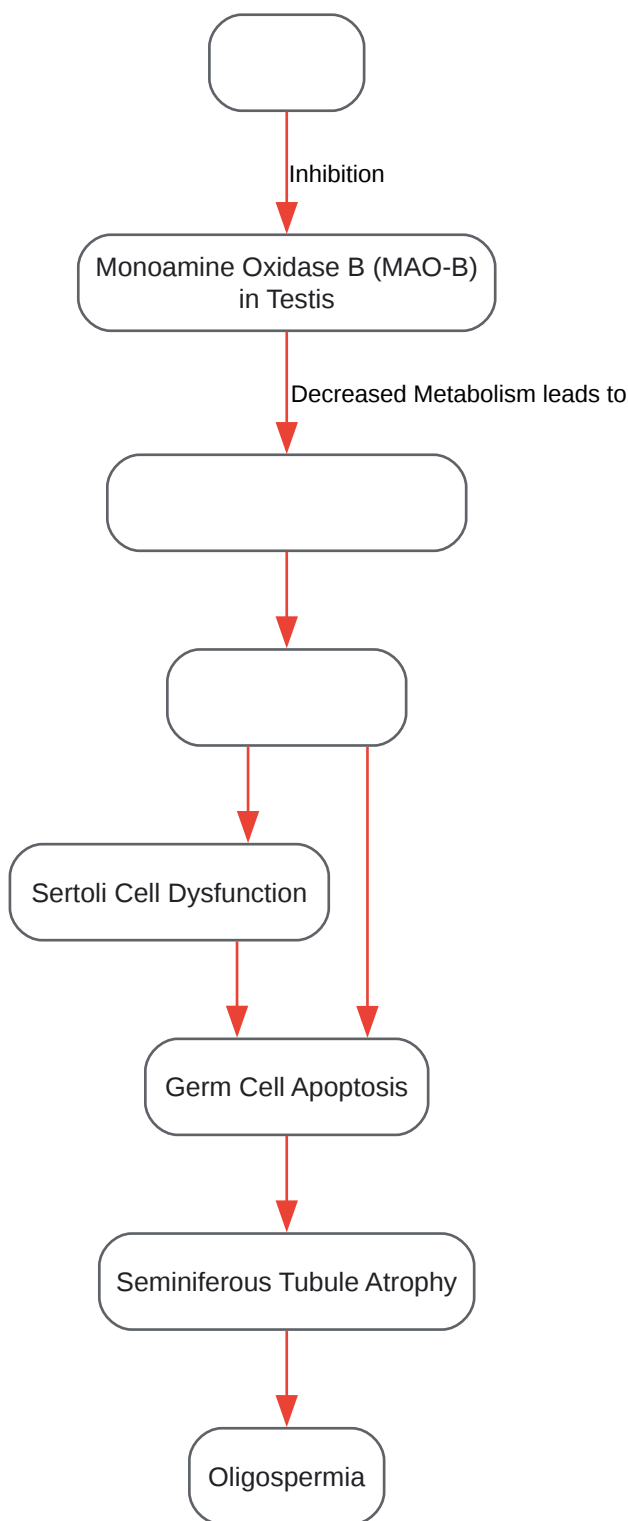 Inhibition
Monoamine Oxidase B (MAO-B)
in Testis
Decreased Metabolism leads to
Sertoli Cell Dysfunction
Germ Cell Apoptosis
Seminiferous Tubule Atrophy
Oligospermia